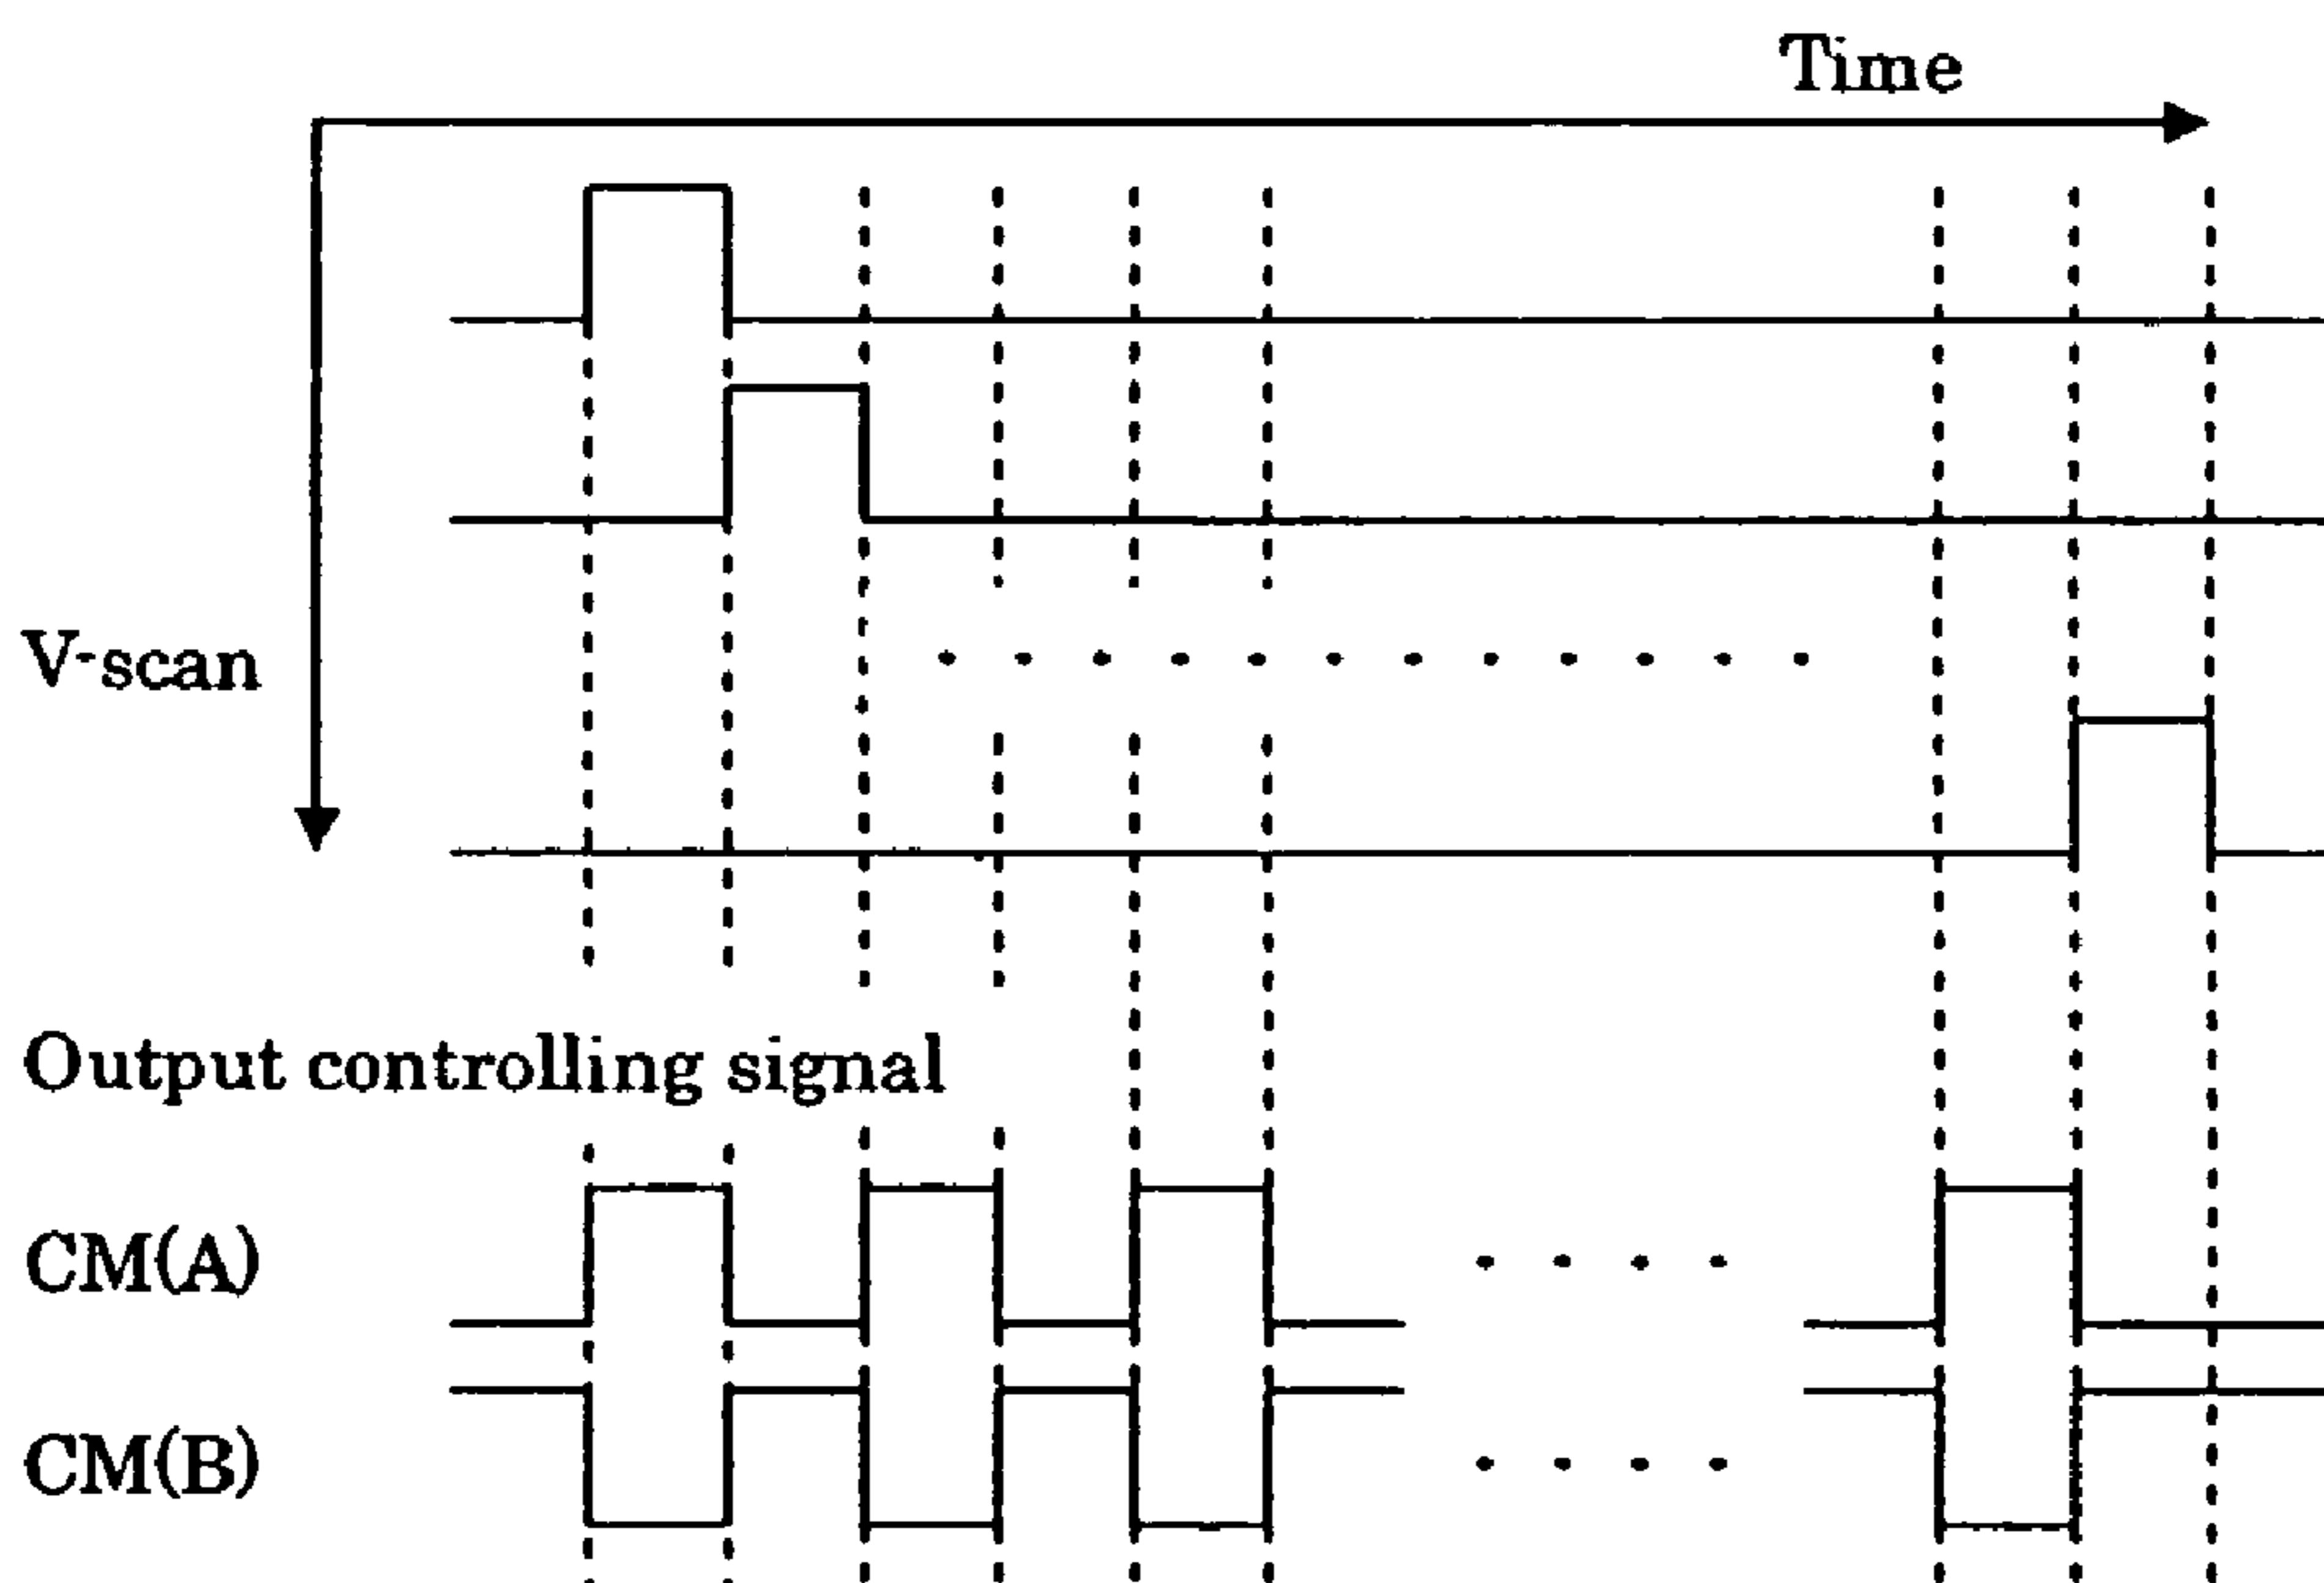 Time
V-scan
Output controlling signal
CM(A)
CM(B)